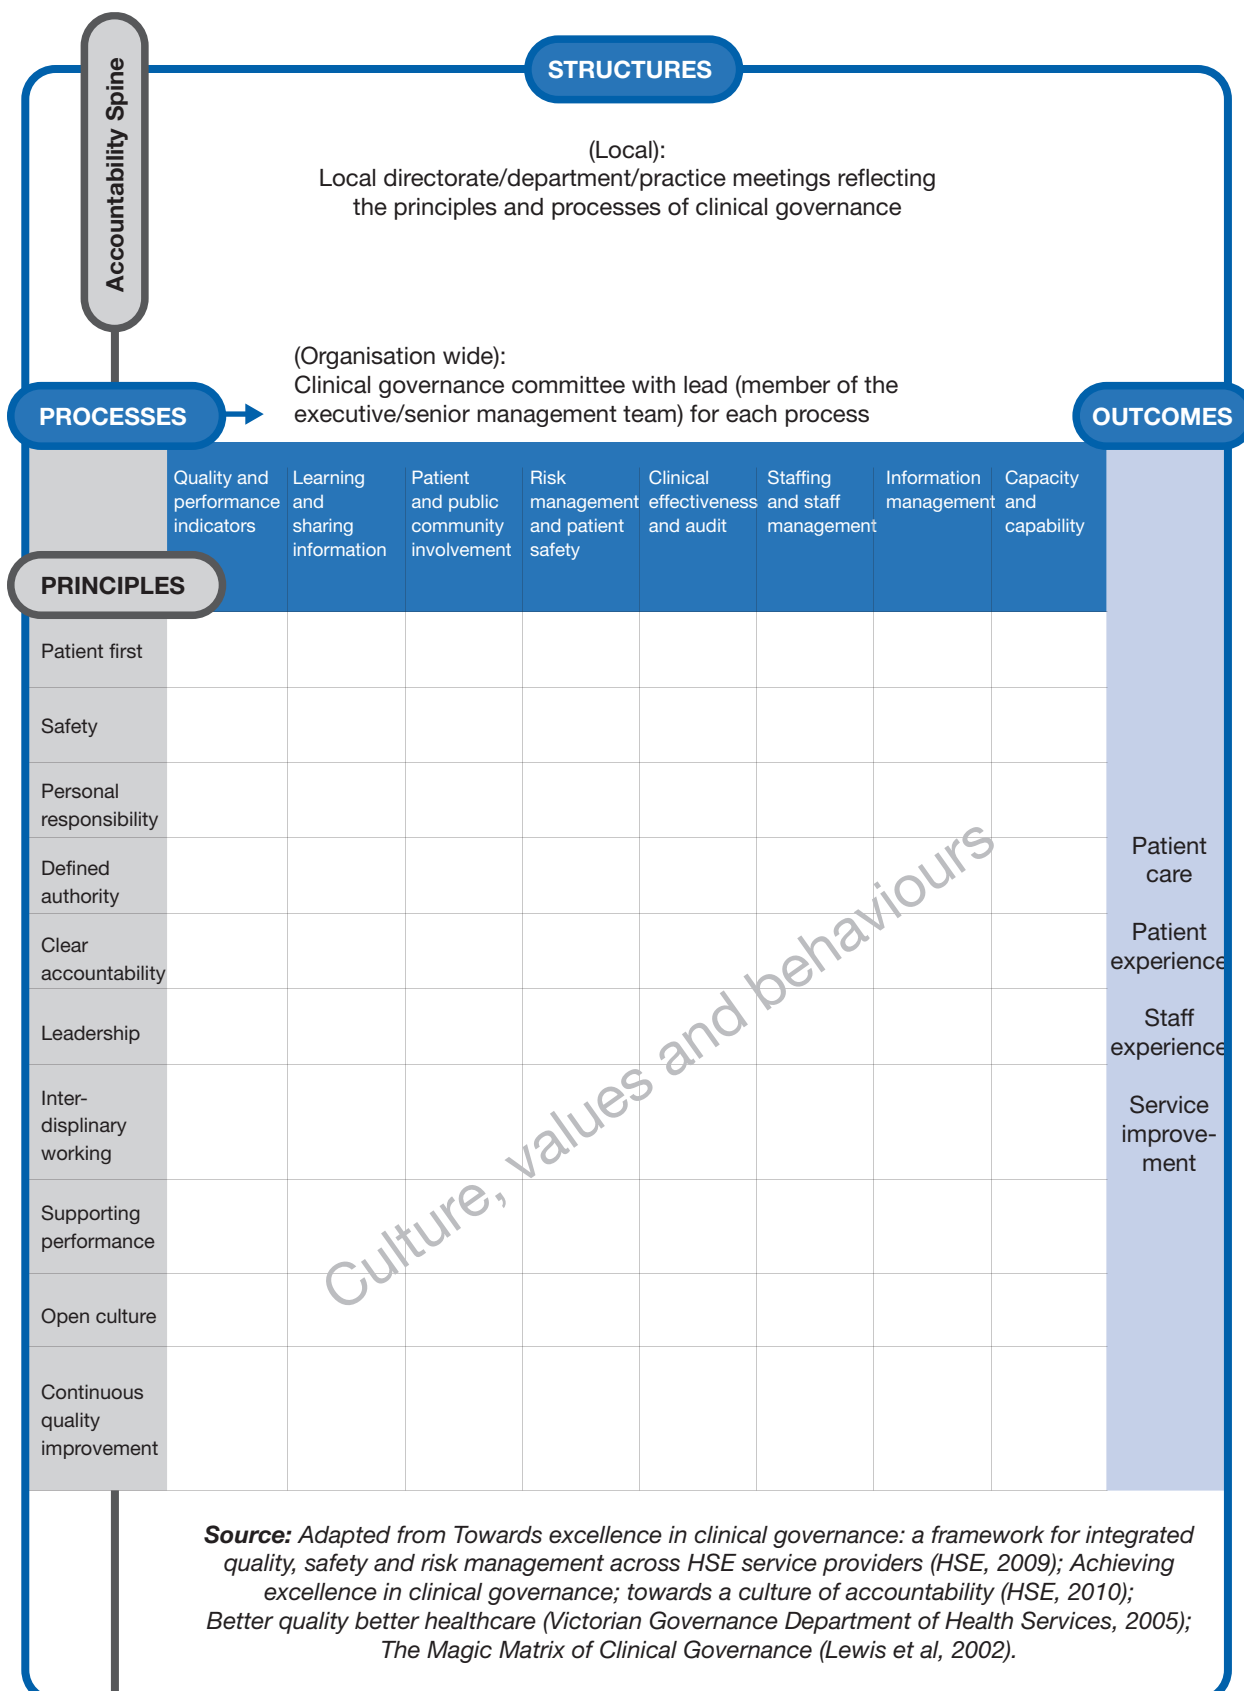 Accountability Spine
STRUCTURES
(Local):
Local directorate/department/practice meetings reflecting
the principles and processes of clinical governance
(Organisation wide):
Clinical governance committee with lead (member of the
executive/senior management team) for each process
PROCESSES
OUTCOMES
Quality and
performance
indicators
Learning
and
sharing
information
Patient
and public
community
involvement
Risk
management
and patient
safety
Clinical
effectiveness
and audit
Staffing
and staff
management
Information
management
Capacity
and
capability
PRINCIPLES
Patient first
Safety
Personal
responsibility
Defined
authority
Clear
accountability
Leadership
Inter-
displinary
working
Supporting
performance
Open culture
Continuous
quality
improvement
Culture, values and behaviours
Patient
care
Patient
experience
Staff
experience
Service
improve-
ment
Source: Adapted from Towards excellence in clinical governance: a framework for integrated
quality, safety and risk management across HSE service providers (HSE, 2009); Achieving
excellence in clinical governance; towards a culture of accountability (HSE, 2010);
Better quality better healthcare (Victorian Governance Department of Health Services, 2005);
The Magic Matrix of Clinical Governance (Lewis et al, 2002).